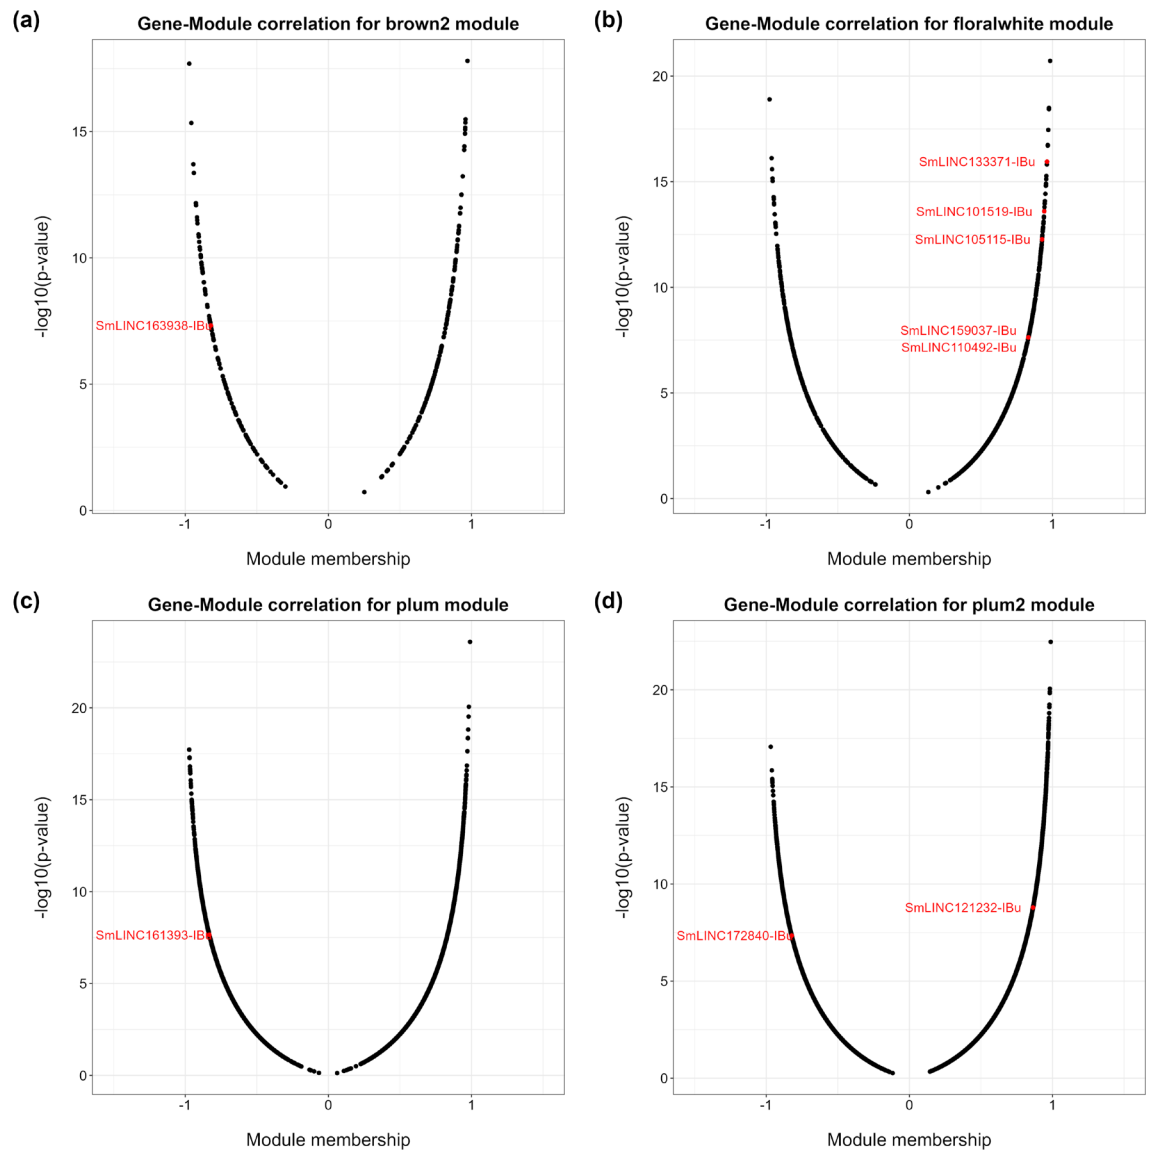 (a)
Gene-Module correlation for brown2 module
-log10(p-value)
15
10
5
0
SmLINC163938-IBu
-1
0
1
Module membership
(b)
Gene-Module correlation for floralwhite module
-log10(p-value)
20
15
10
5
0
SmLINC133371-IBu
SmLINC101519-IBu
SmLINC105115-IBu
SmLINC159037-IBu
SmLINC110492-IBu
-1
0
1
Module membership
(c)
Gene-Module correlation for plum module
-log10(p-value)
20
15
10
5
0
SmLINC161393-IBu
-1
0
1
Module membership
(d)
Gene-Module correlation for plum2 module
-log10(p-value)
20
15
10
5
0
SmLINC121232-IBu
SmLINC172840-IBu
-1
0
1
Module membership